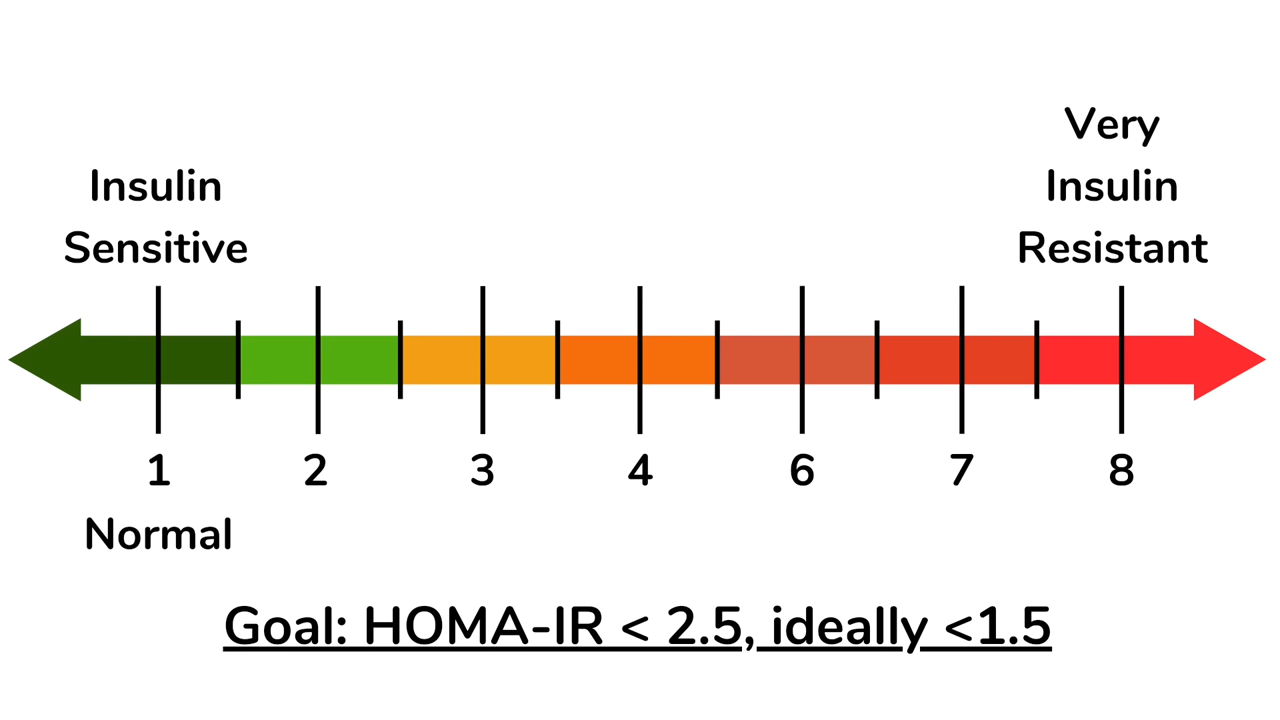 Very
Insulin
Sensitive
Insulin
Resistant
1 2 3 4 6 7 8
Normal
Goal: HOMA-IR < 2.5, ideally <1.5